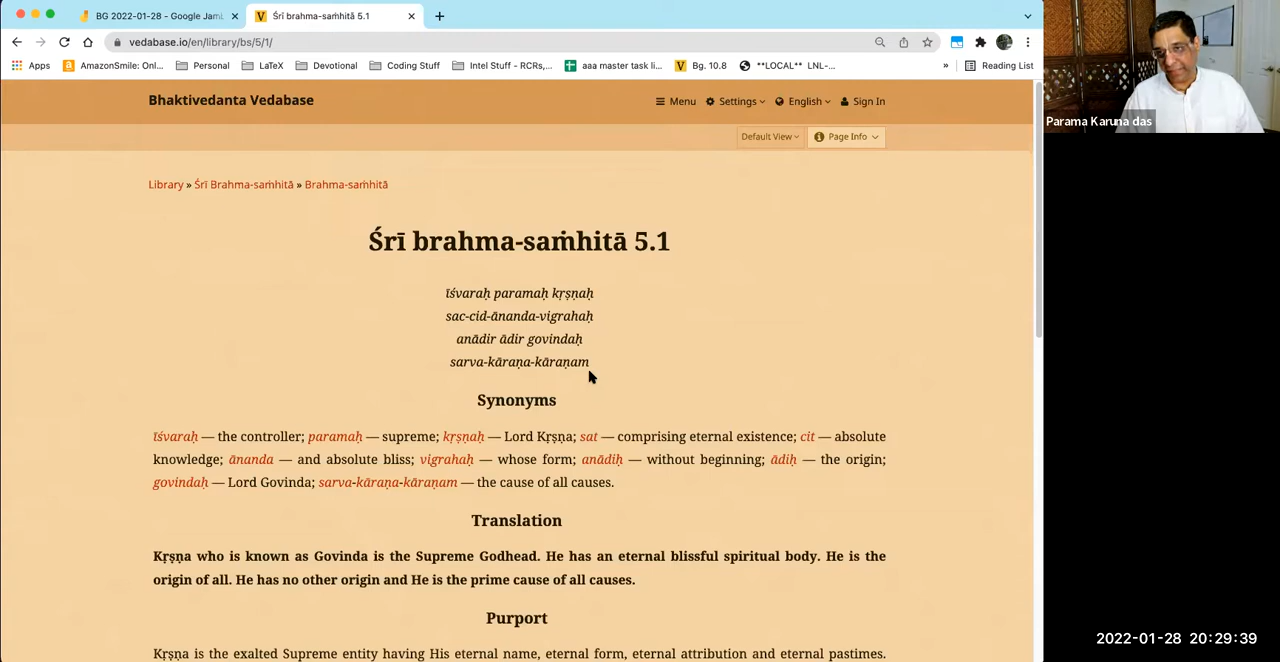 BG 2022-01-28 - Google Jam
Śrī brahma-saṁhitā 5.1
vedabase.io/en/library/bs/5/1/
Apps
AmazonSmile: Onl...
Personal
LaTeX
Devotional
Coding Stuff
Intel Stuff - RCRs,...
aaa master task li...
Bg. 10.8
**LOCAL** LNL-...
»
Reading List
Bhaktivedanta Vedabase
Menu
Settings
English
Sign In
Default View
Page Info
Library » Śrī Brahma-saṁhitā » Brahma-saṁhitā
Śrī brahma-saṁhitā 5.1
īśvaraḥ paramaḥ kṛṣṇaḥ
sac-cid-ānanda-vigrahaḥ
anādir ādir govindaḥ
sarva-kāraṇa-kāraṇam
Synonyms
īśvaraḥ — the controller; paramaḥ — supreme; kṛṣṇaḥ — Lord Kṛṣṇa; sat — comprising eternal existence; cit — absolute
knowledge; ānanda — and absolute bliss; vigrahaḥ — whose form; anādiḥ — without beginning; ādiḥ — the origin;
govindaḥ — Lord Govinda; sarva-kāraṇa-kāraṇam — the cause of all causes.
Translation
Kṛṣṇa who is known as Govinda is the Supreme Godhead. He has an eternal blissful spiritual body. He is the
origin of all. He has no other origin and He is the prime cause of all causes.
Purport
Kṛṣṇa is the exalted Supreme entity having His eternal name, eternal form, eternal attribution and eternal pastimes.
Parama Karuna das
2022-01-28 20:29:39